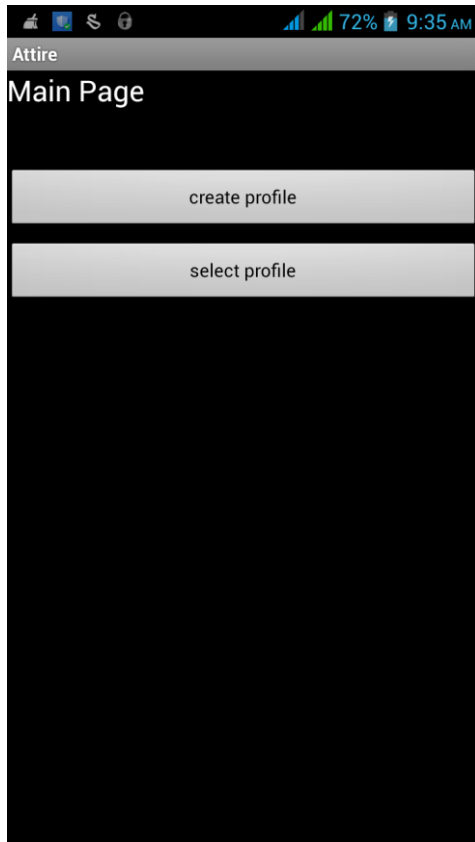 72% 9:35 AM
Attire
Main Page
create profile
select profile